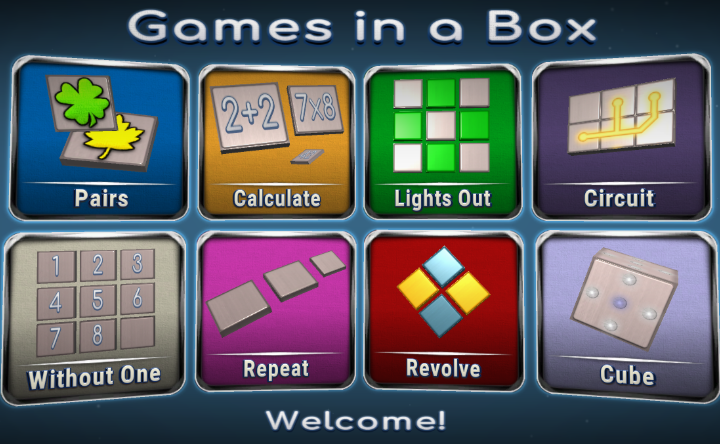 Games in a Box
2+2
7x8
Pairs
Calculate
Lights Out
Circuit
1 2 3
4 5 6
7 8
Without One
Repeat
Revolve
Cube
Welcome!